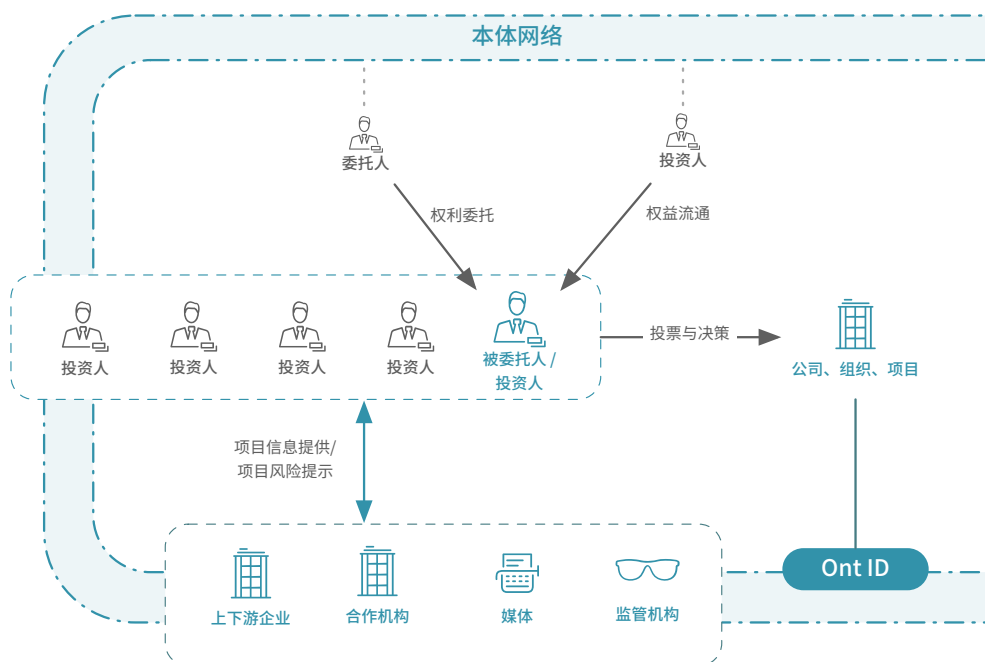 本体网络
委托人
投资人
权利委托
权益流通
投资人
投资人
投资人
投资人
被委托人 /
投资人
投票与决策
公司、组织、项目
项目信息提供/
项目风险提示
上下游企业
合作机构
媒体
监管机构
Ont ID